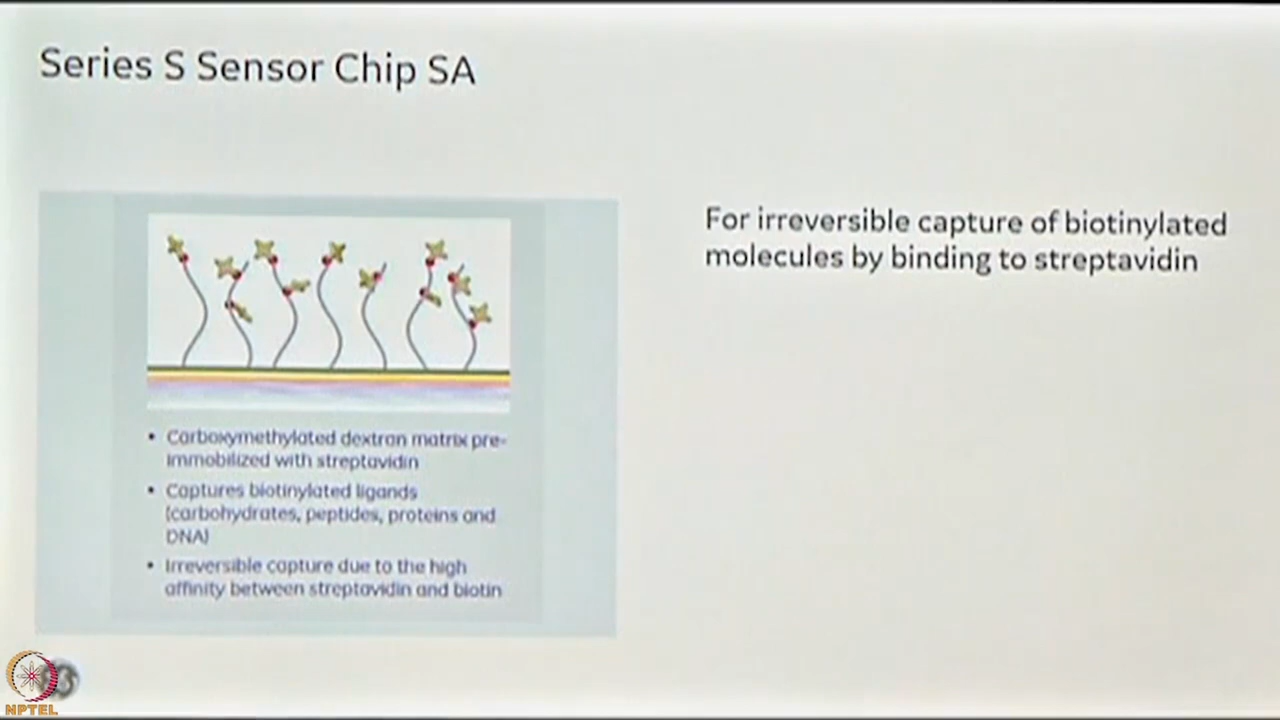 Series S Sensor Chip SA
For irreversible capture of biotinylated
molecules by binding to streptavidin
• Carboxymethylated dextran matrix pre-
immobilized with streptavidin
• Captures biotinylated ligands
(carbohydrates, peptides, proteins and
DNA)
• Irreversible capture due to the high
affinity between streptavidin and biotin
NPTEL